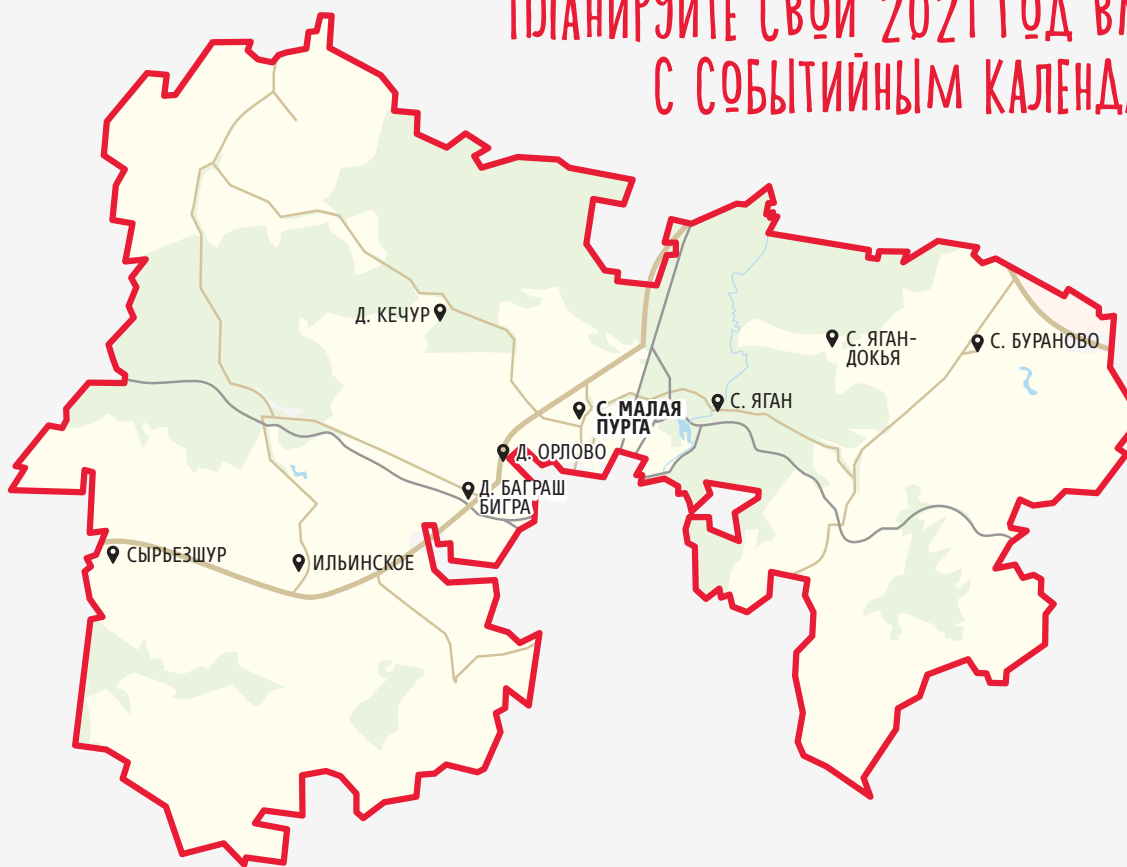 ПЛАНИРУЙТЕ СВОЙ 2021 ГОД
С СОБЫТИЙНЫМ
Д. КЕЧУР
С. ЯГАН-
ДОКЬЯ
С. БУРАНОВО
С. МАЛАЯ
ПУРГА
С. ЯГАН
Д. ОРЛОВО
Д. БАГРАШ
БИГРА
СЫРЬЕЗШУР
ИЛЬИНСКОЕ